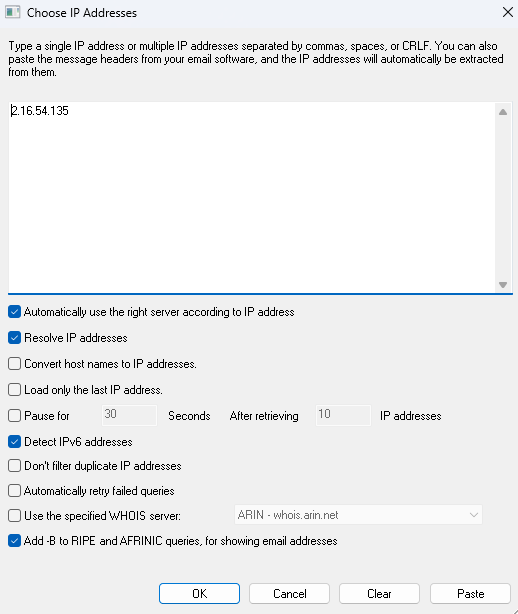 Choose IP Addresses
Type a single IP address or multiple IP addresses separated by commas, spaces, or CRLF. You can also
paste the message headers from your email software, and the IP addresses will automatically be extracted
from them.
2.16.54.135
Automatically use the right server according to IP address
Resolve IP addresses
Convert host names to IP addresses.
Load only the last IP address.
Pause for 30 Seconds After retrieving 10 IP addresses
Detect IPv6 addresses
Don't filter duplicate IP addresses
Automatically retry failed queries
Use the specified WHOIS server: ARIN - whois.arin.net
Add -B to RIPE and AFRINIC queries, for showing email addresses
OK Cancel Clear Paste